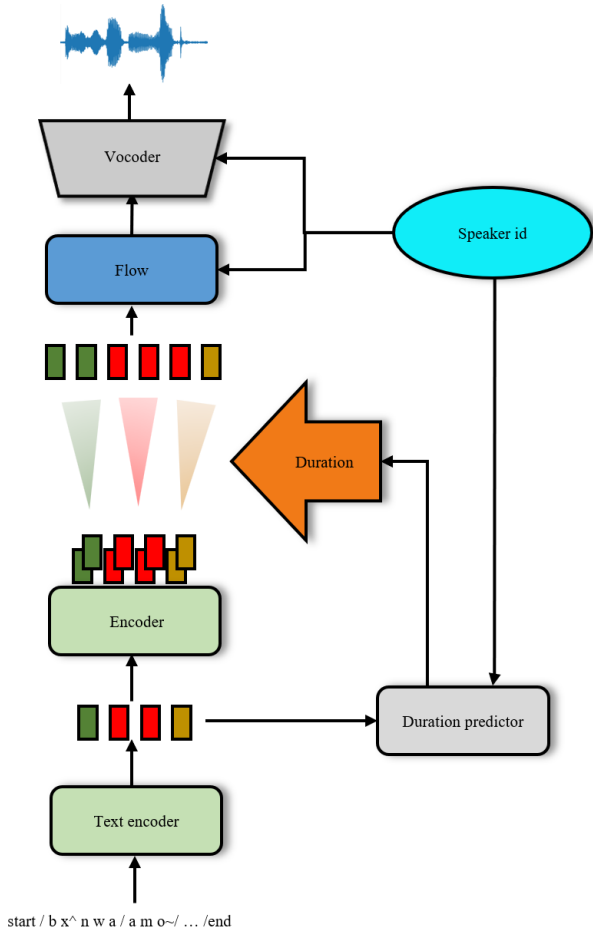 Vocoder
Speaker id
Flow
Duration
Encoder
Duration predictor
Text encoder
start / b x^ n w a / a m o~/ … /end